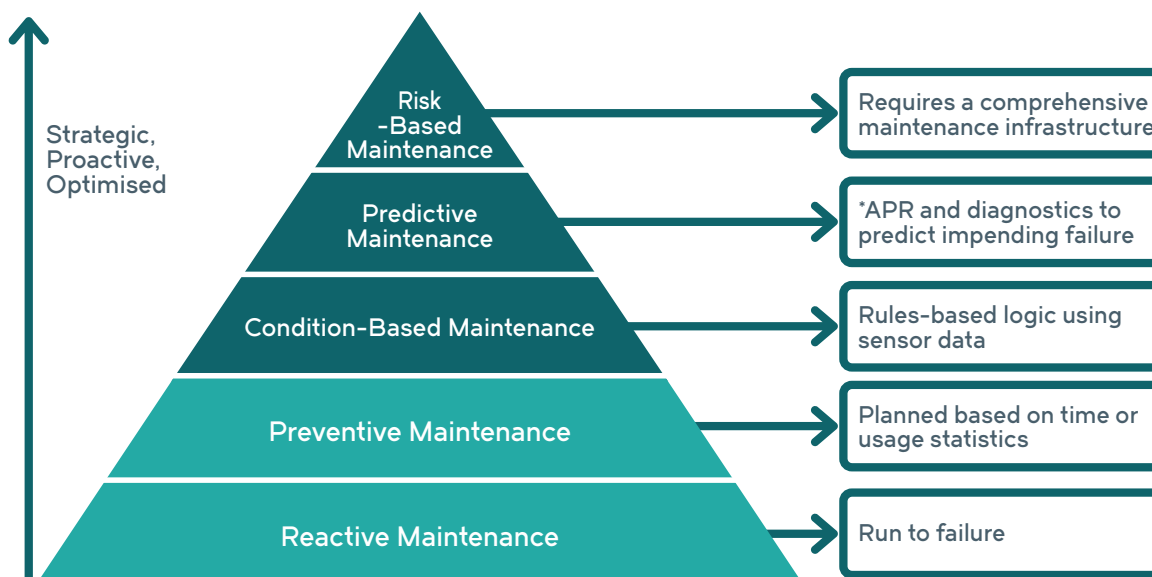 Strategic,
Proactive,
Optimised
Risk
-Based
Maintenance
Requires a comprehensive
maintenance infrastructure
Predictive
Maintenance
*APR and diagnostics to
predict impending failure
Condition-Based Maintenance
Rules-based logic using
sensor data
Preventive Maintenance
Planned based on time or
usage statistics
Reactive Maintenance
Run to failure